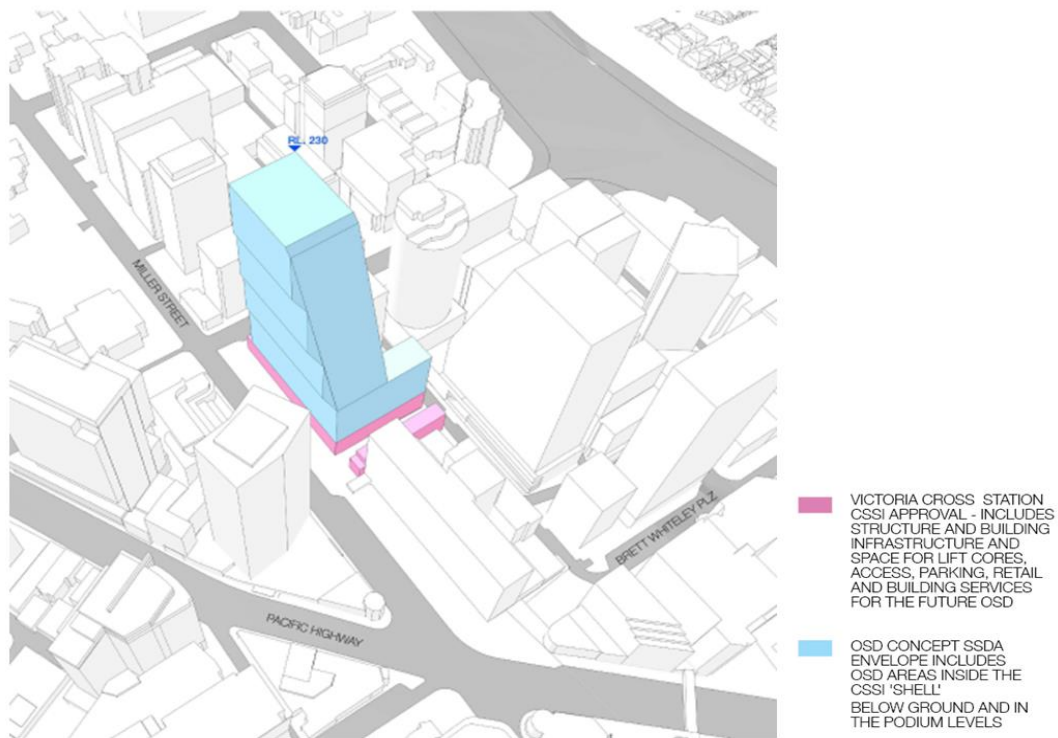 RL. 230
MILLER STREET
BRETT WHITELEY PLZ
PACIFIC HIGHWAY
VICTORIA CROSS STATION
CSSI APPROVAL - INCLUDES
STRUCTURE AND BUILDING
INFRASTRUCTURE AND
SPACE FOR LIFT CORES,
ACCESS, PARKING, RETAIL
AND BUILDING SERVICES
FOR THE FUTURE OSD
OSD CONCEPT SSDA
ENVELOPE INCLUDES
OSD AREAS INSIDE THE
CSSI 'SHELL'
BELOW GROUND AND IN
THE PODIUM LEVELS